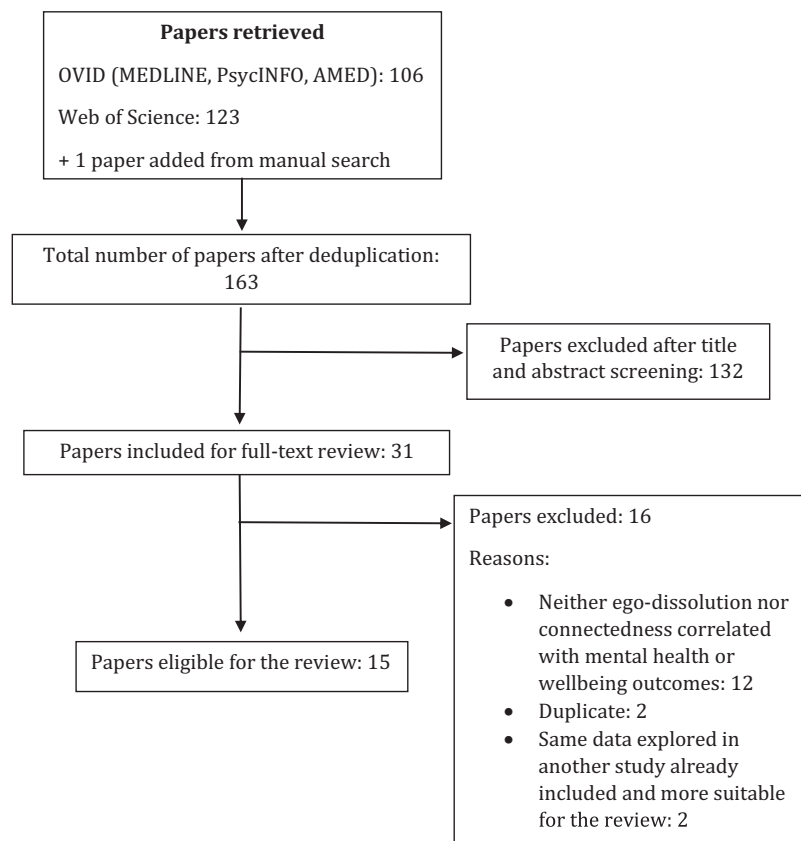 Papers retrieved
OVID (MEDLINE, PsycINFO, AMED): 106
Web of Science: 123
+ 1 paper added from manual search
Total number of papers after deduplication:
163
Papers excluded after title
and abstract screening: 132
Papers included for full-text review: 31
Papers excluded: 16
Reasons:
• Neither ego-dissolution nor
connectedness correlated
with mental health or
wellbeing outcomes: 12
• Duplicate: 2
• Same data explored in
another study already
included and more suitable
for the review: 2
Papers eligible for the review: 15